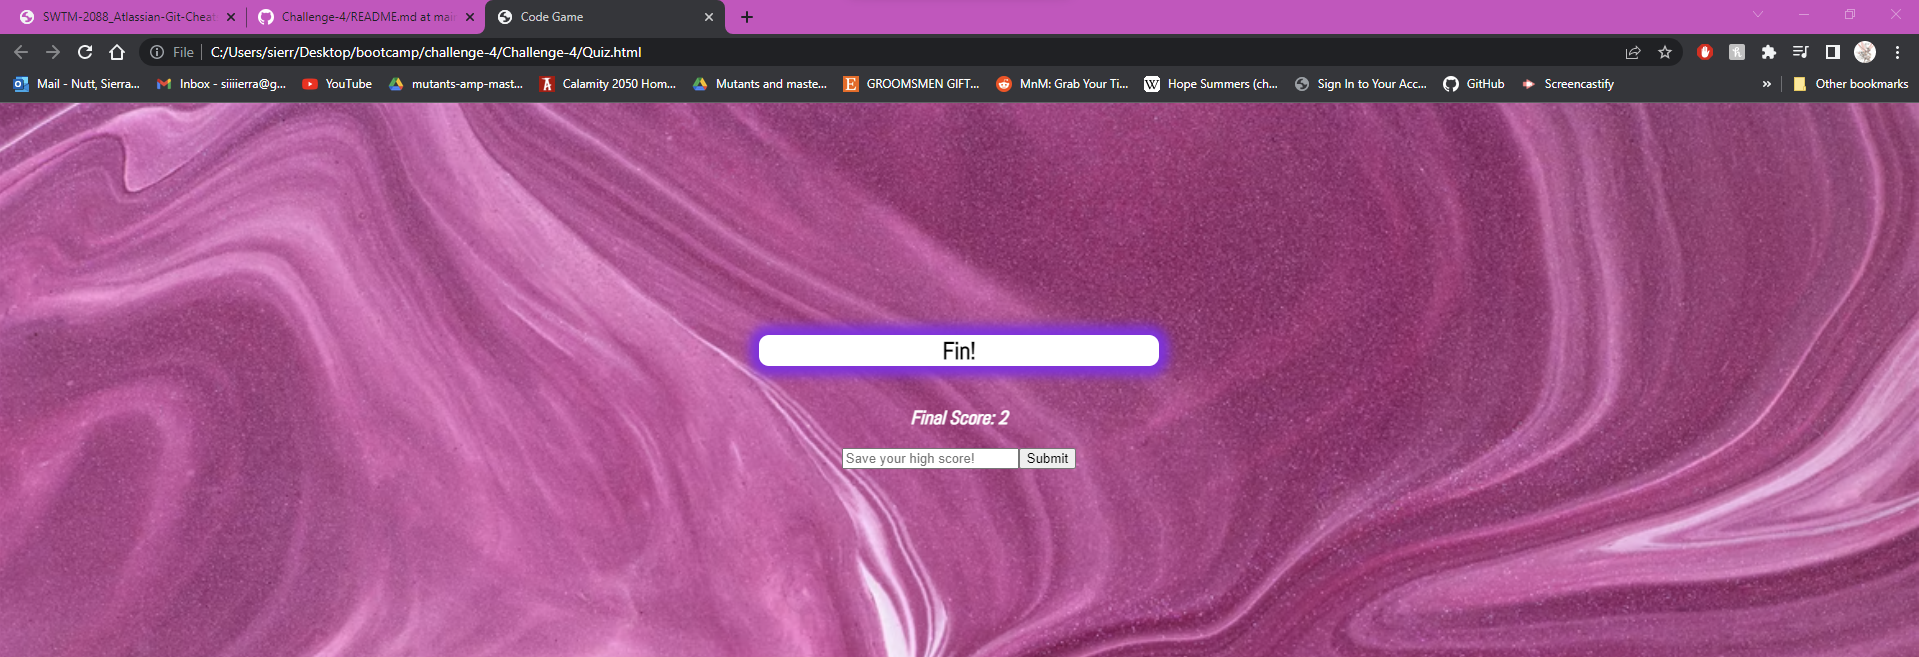 SWTM-2088_Atlassian-Git-Cheat
Challenge-4/README.md at mai
Code Game
File C:/Users/sierr/Desktop/bootcamp/challenge-4/Challenge-4/Quiz.html
Mail - Nutt, Sierra... Inbox - siiiierra@g... YouTube mutants-amp-mast... Calamity 2050 Hom... Mutants and maste... GROOMSMEN GIFT... MnM: Grab Your Ti... Hope Summers (ch... Sign In to Your Acc... GitHub Screencastify » Other bookmarks
Fin!
Final Score: 2
Save your high score! Submit